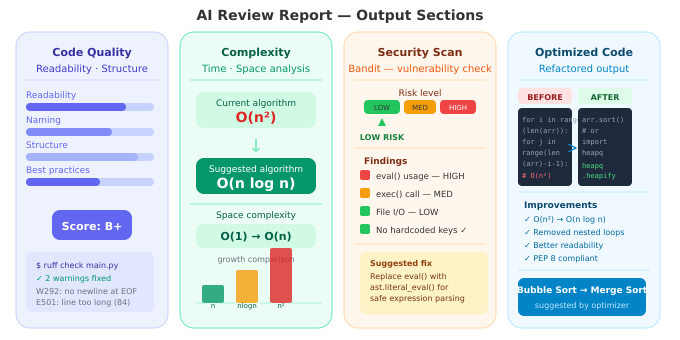 AI Review Report — Output Sections
Code Quality
Readability · Structure
Readability
Naming
Structure
Best practices
Score: B+
$ ruff check main.py
✓ 2 warnings fixed
W292: no newline at EOF
E501: line too long (84)
Complexity
Time · Space analysis
Current algorithm
O(n²)
↓
Suggested algorithm
O(n log n)
Space complexity
O(1) → O(n)
growth comparison
n nlogn n²
Security Scan
Bandit — vulnerability check
Risk level
LOW MED HIGH
▲
LOW RISK
Findings
eval() usage — HIGH
exec() call — MED
File I/O — LOW
No hardcoded keys ✓
Suggested fix
Replace eval() with
ast.literal_eval() for
safe expression parsing
Optimized Code
Refactored output
BEFORE
for i in range
(len(arr)):
for j in
range(len
(arr)-i-1):
# O(n²)
AFTER
arr.sort()
# or
import
heapq
heapq
.heapify
Improvements
✓ O(n²) → O(n log n)
✓ Removed nested loops
✓ Better readability
✓ PEP 8 compliant
Bubble Sort → Merge Sort
suggested by optimizer